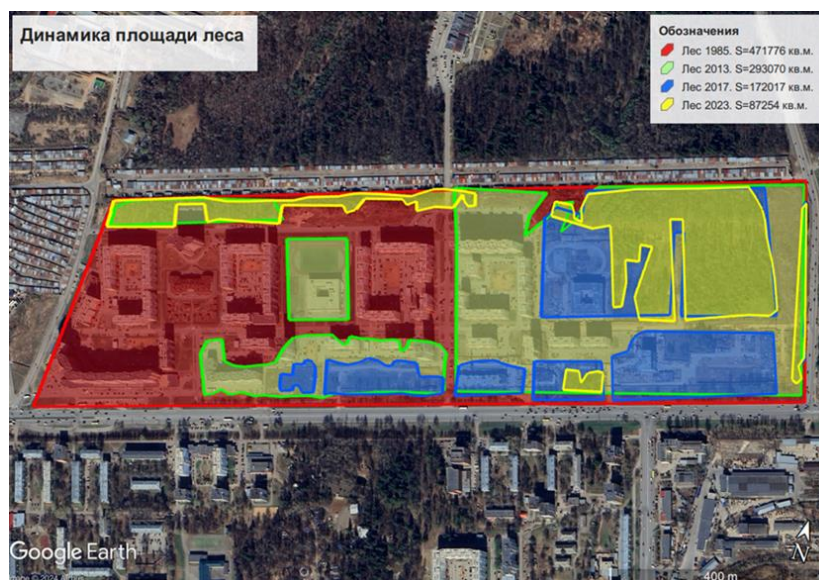 Динамика площади леса
Обозначения
Лес 1985. S=471776 кв.м.
Лес 2013. S=293070 кв.м.
Лес 2017. S=172017 кв.м.
Лес 2023. S=87254 кв.м.
Google Earth
N
400 m